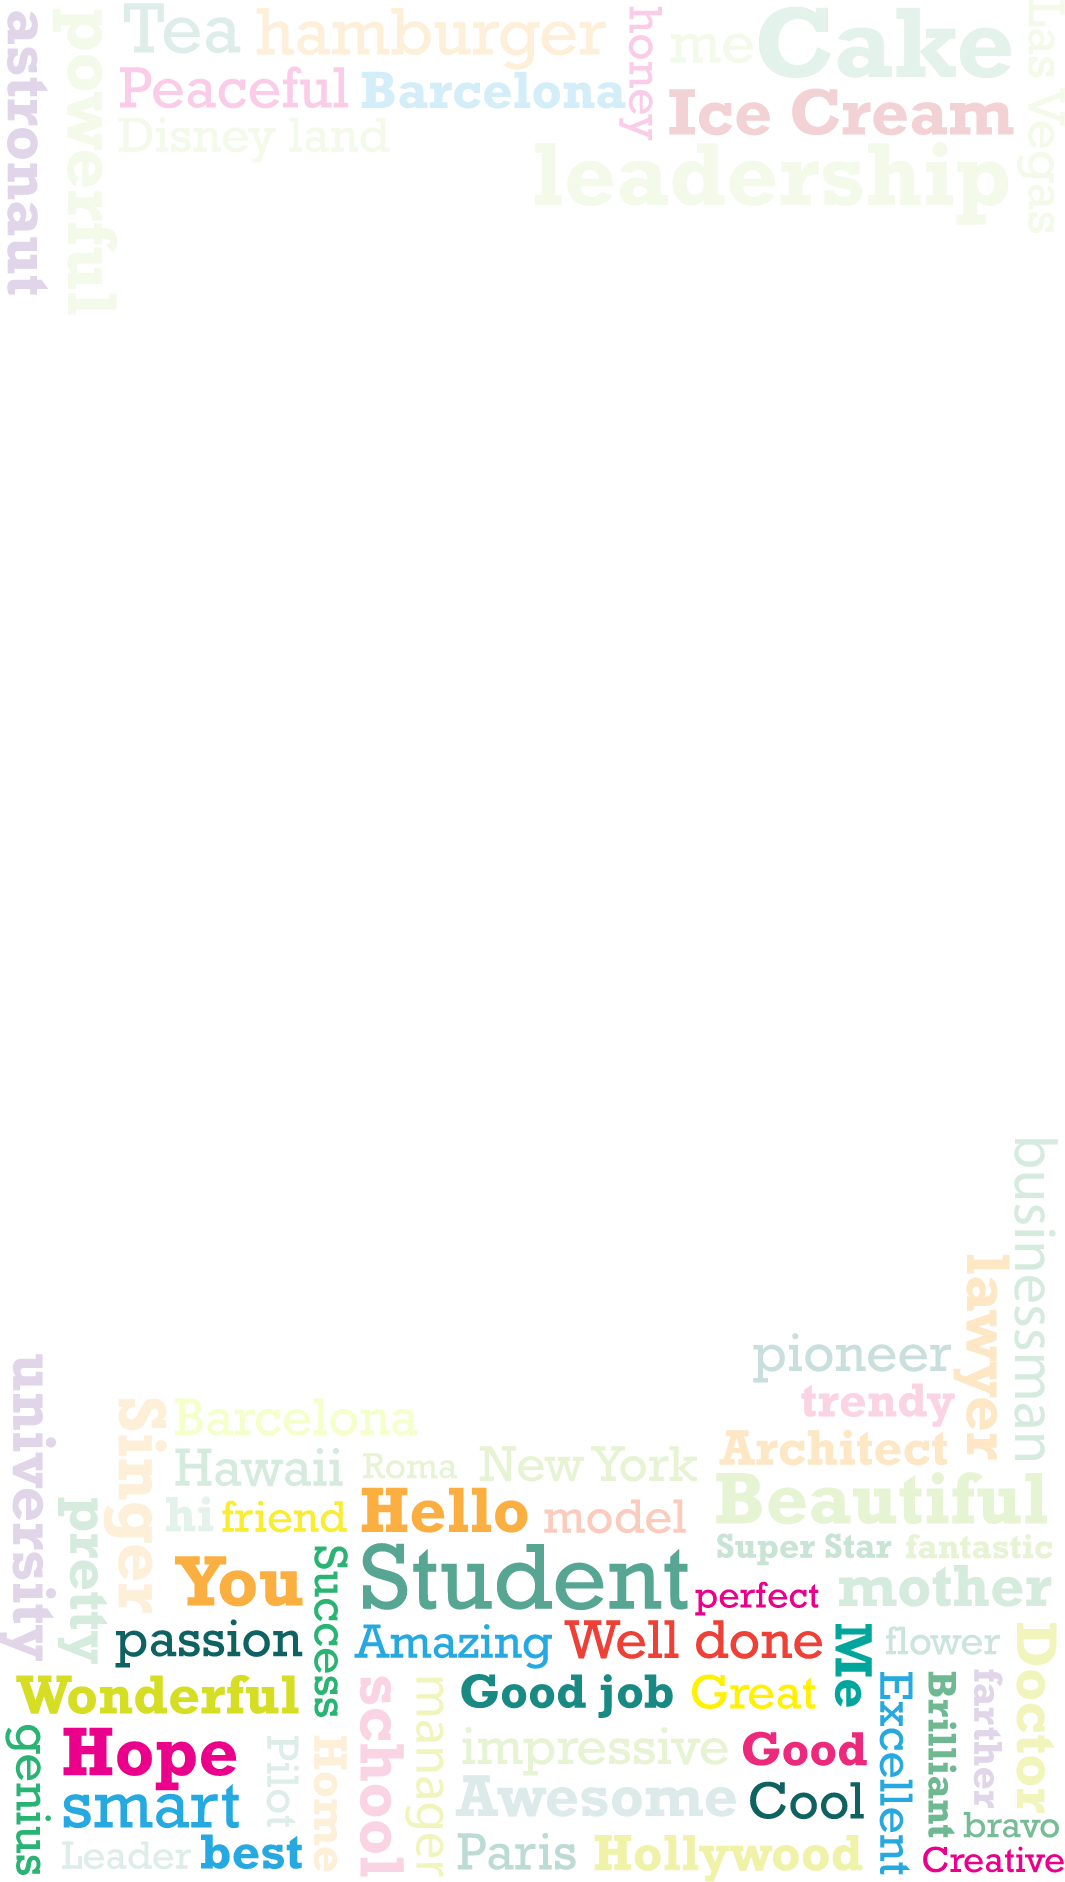 astronaut
powerful
Tea
hamburger
honey
me
Cake
Las Vegas
Peaceful
Barcelona
Ice Cream
Disney land
leadership
businessman
lawyer
pioneer
university
trendy
Singer
Barcelona
Architect
Hawaii
Roma
New York
Beautiful
pretty
hi
friend
Hello
model
Super Star
fantastic
You
Success
Student
perfect
mother
passion
Amazing
Well done
Me
flower
Doctor
Wonderful
school
manager
Good job
Great
Excellent
Brilliant
farther
genius
Hope
Pilot
Home
impressive
Good
smart
Awesome
Cool
bravo
Leader
best
Paris
Hollywood
Creative